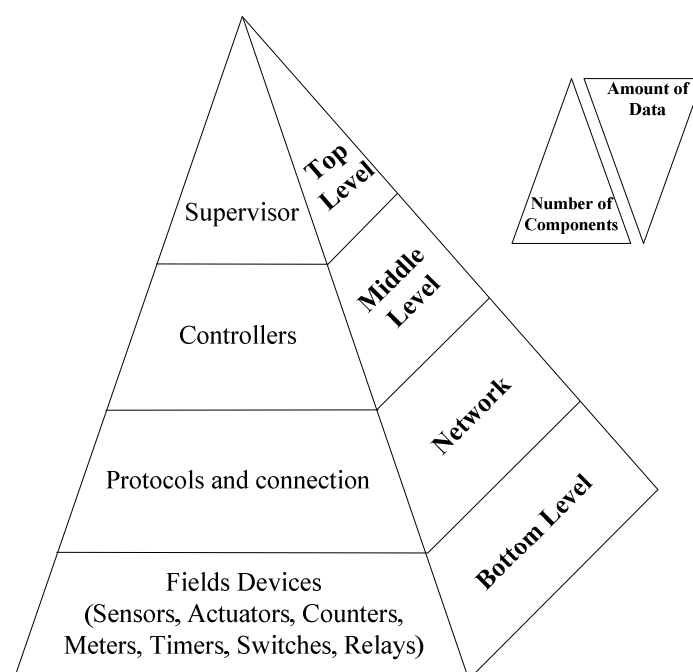 Amount of
Data
Top
Level
Number of
Components
Supervisor
Middle
Level
Controllers
Network
Protocols and connection
Bottom Level
Fields Devices
(Sensors, Actuators, Counters,
Meters, Timers, Switches, Relays)